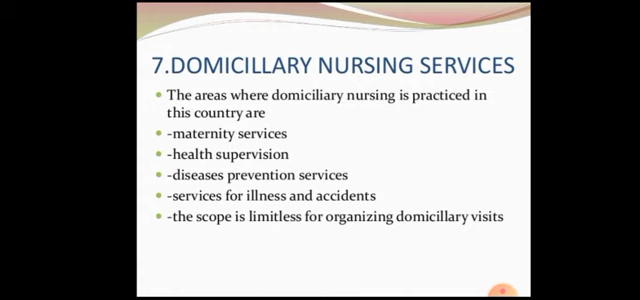 7.DOMICILLARY NURSING SERVICES
The areas where domiciliary nursing is practiced in
this country are
-maternity services
-health supervision
-diseases prevention services
-services for illness and accidents
-the scope is limitless for organizing domicillary visits